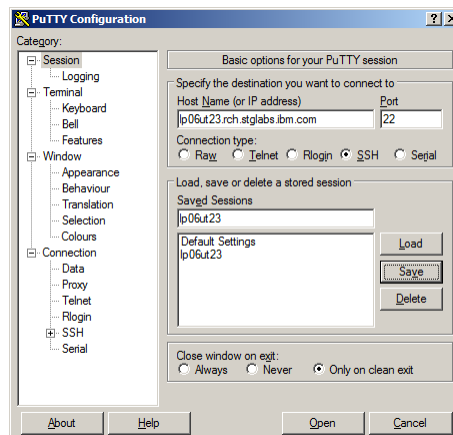 PuTTY Configuration
Category:
Session
Logging
Terminal
Keyboard
Bell
Features
Window
Appearance
Behaviour
Translation
Selection
Colours
Connection
Data
Proxy
Telnet
Rlogin
SSH
Serial
Basic options for your PuTTY session
Specify the destination you want to connect to
Host Name (or IP address) Port
lp06ut23.rch.stglabs.ibm.com 22
Connection type:
Raw Telnet Rlogin SSH Serial
Load, save or delete a stored session
Saved Sessions
lp06ut23
Default Settings
lp06ut23
Load
Save
Delete
Close window on exit:
Always Never Only on clean exit
About Help Open Cancel